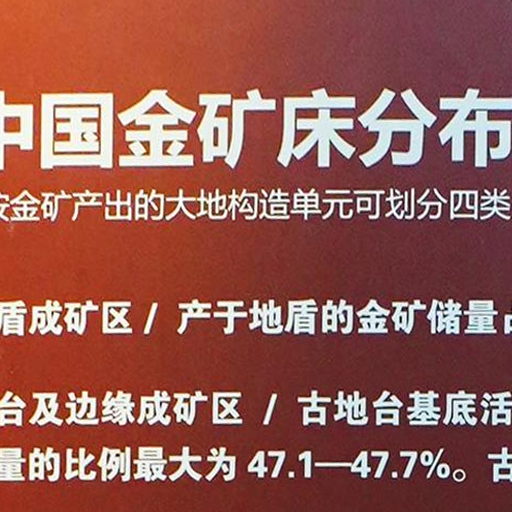 中国金矿床分布
按金矿产出的大地构造单元可划分四类
盾成矿区 / 产于地盾的金矿储量占
台及边缘成矿区 / 古地台基底活
量的比例最大为 47.1—47.7%。古